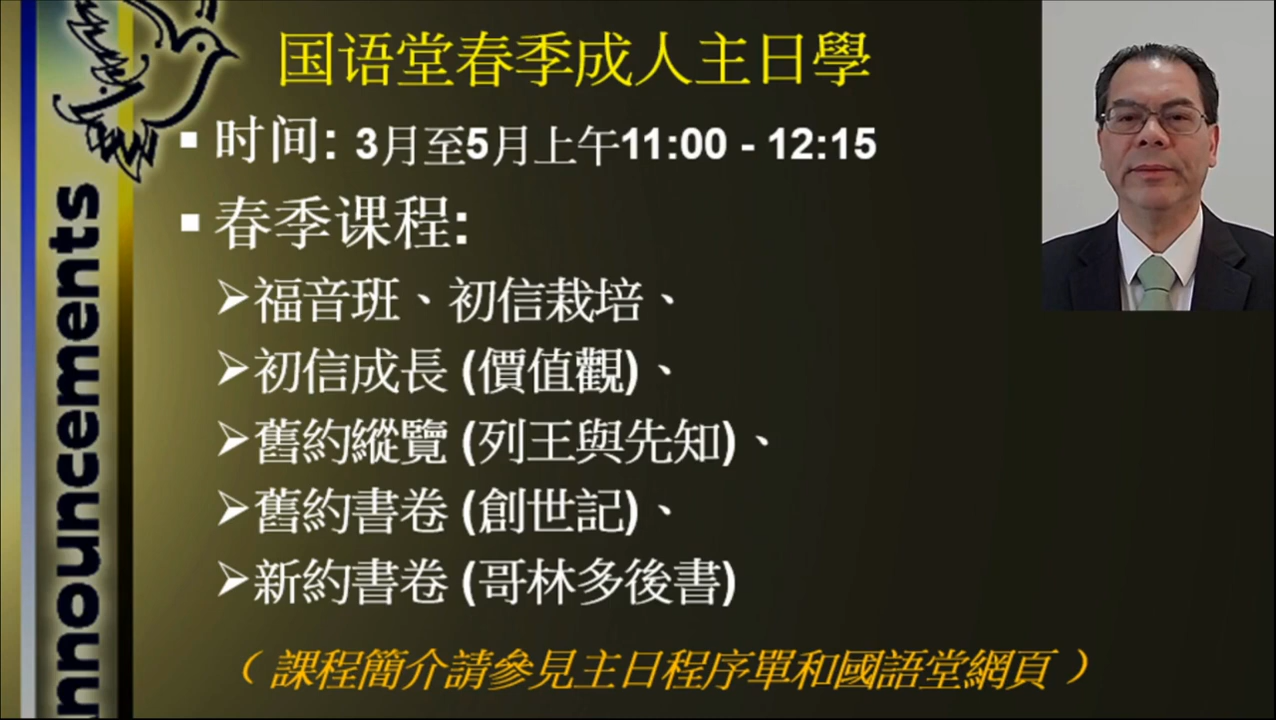 国语堂春季成人主日學
▪ 时间: 3月至5月上午11:00 - 12:15
▪ 春季课程:
➢福音班、初信栽培、
➢初信成長 (價值觀)、
➢舊約縱覽 (列王與先知)、
➢舊約書卷 (創世記)、
➢新約書卷 (哥林多後書)
（ 課程簡介請參見主日程序單和國語堂網頁 ）
Announcements